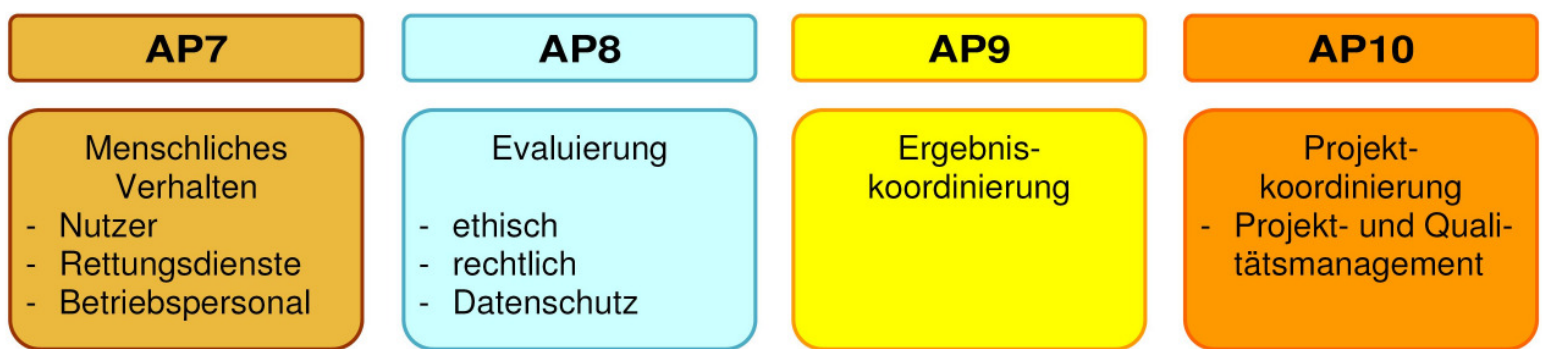 AP7
Menschliches
Verhalten
- Nutzer
- Rettungsdienste
- Betriebspersonal
AP8
Evaluierung
- ethisch
- rechtlich
- Datenschutz
AP9
Ergebnis-
koordinierung
AP10
Projekt-
koordinierung
- Projekt- und Quali-
tätsmanagement